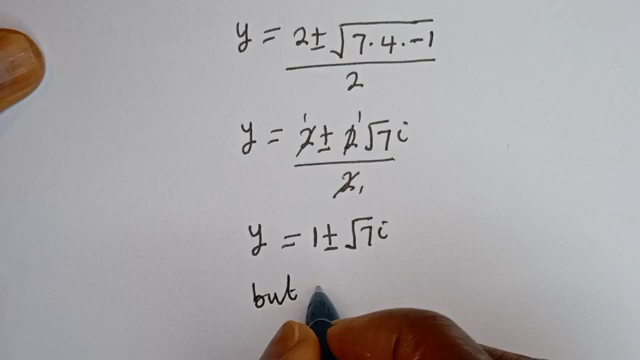 y = 2 ± √7·4·-1 / 2
y = 2 ± 2√7 i / 2
y = 1 ± √7 i
but